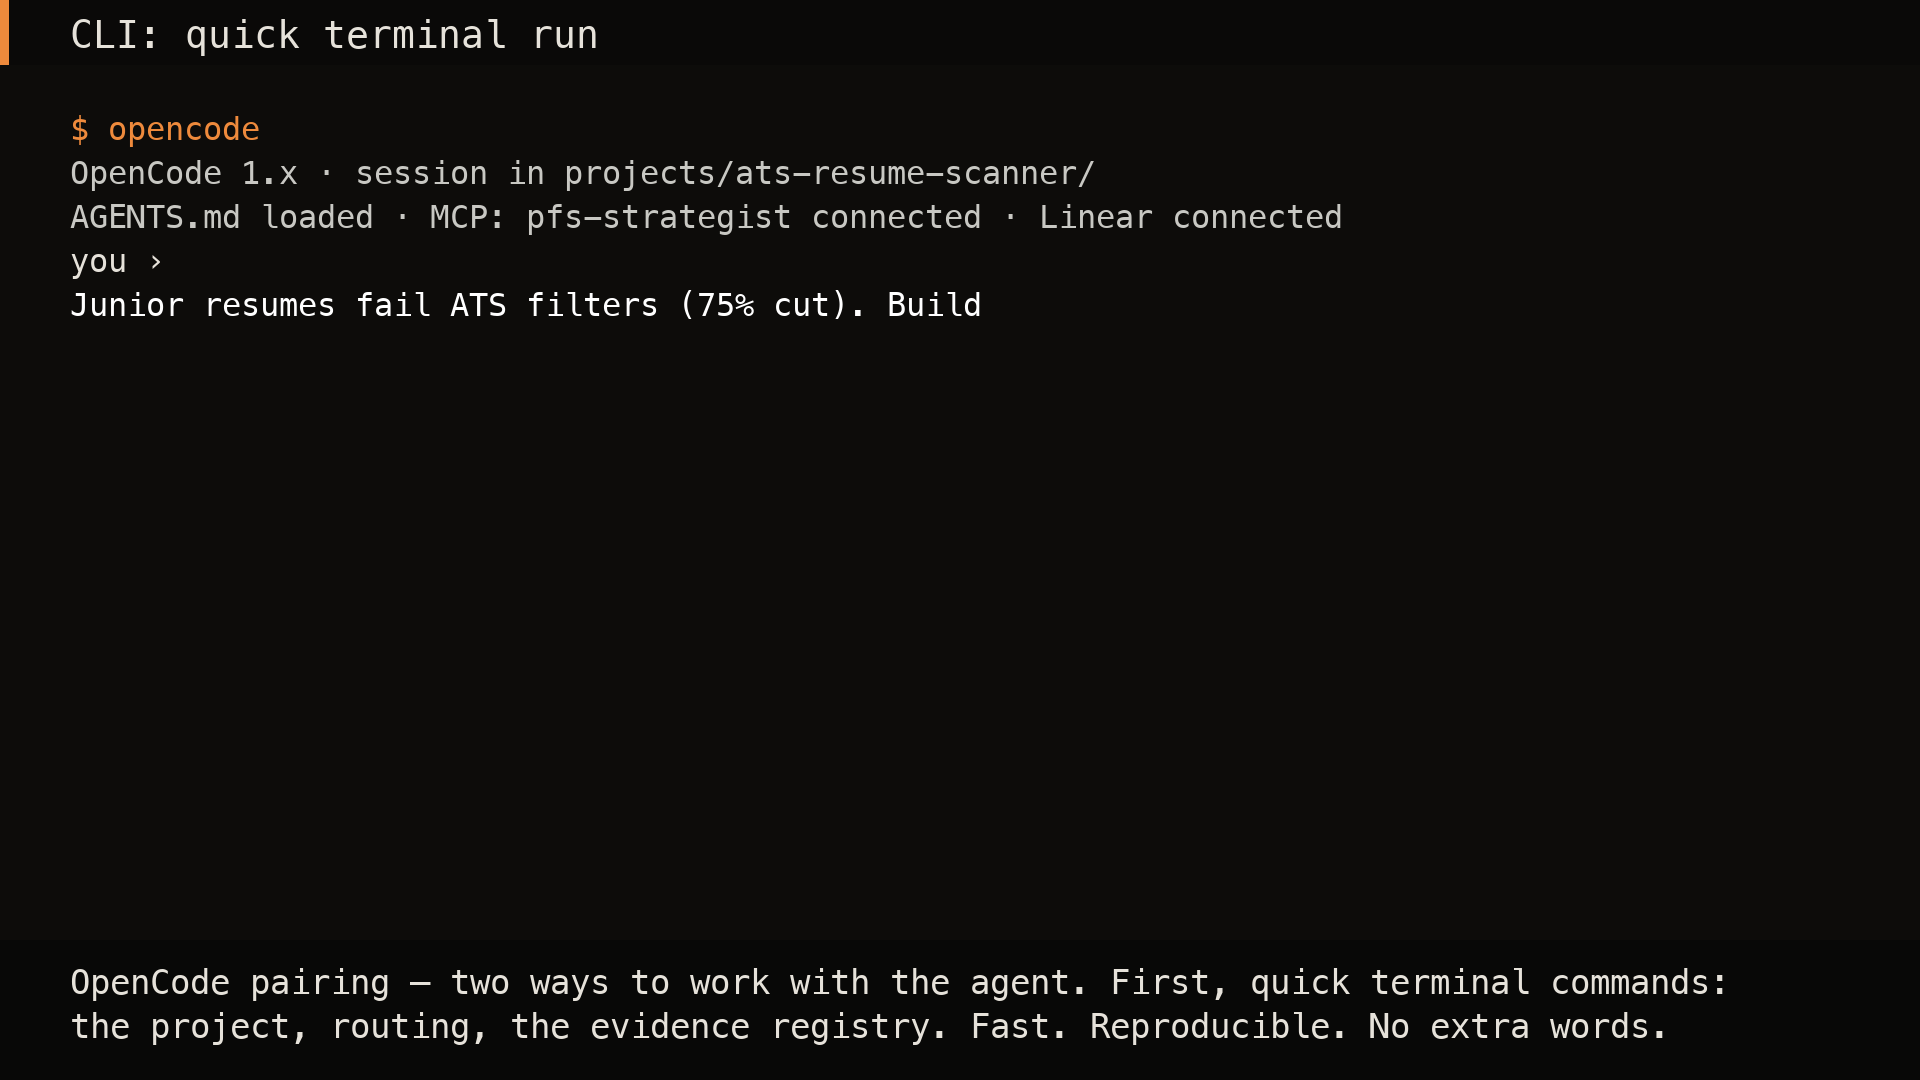 CLI: quick terminal run
$ opencode
OpenCode 1.x · session in projects/ats-resume-scanner/
AGENTS.md loaded · MCP: pfs-strategist connected · Linear connected
you ›
Junior resumes fail ATS filters (75% cut). Build
OpenCode pairing — two ways to work with the agent. First, quick terminal commands:
the project, routing, the evidence registry. Fast. Reproducible. No extra words.